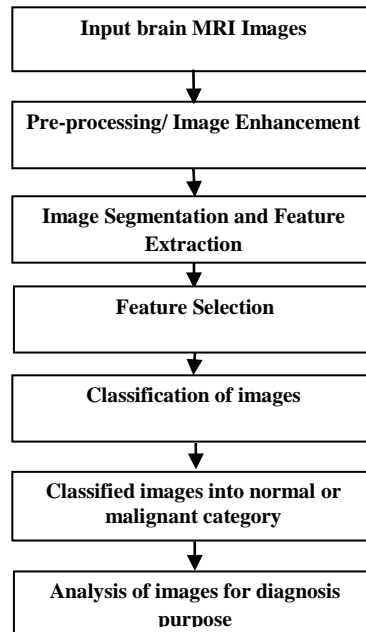 Input brain MRI Images
Pre-processing/ Image Enhancement
Image Segmentation and Feature
Extraction
Feature Selection
Classification of images
Classified images into normal or
malignant category
Analysis of images for diagnosis
purpose